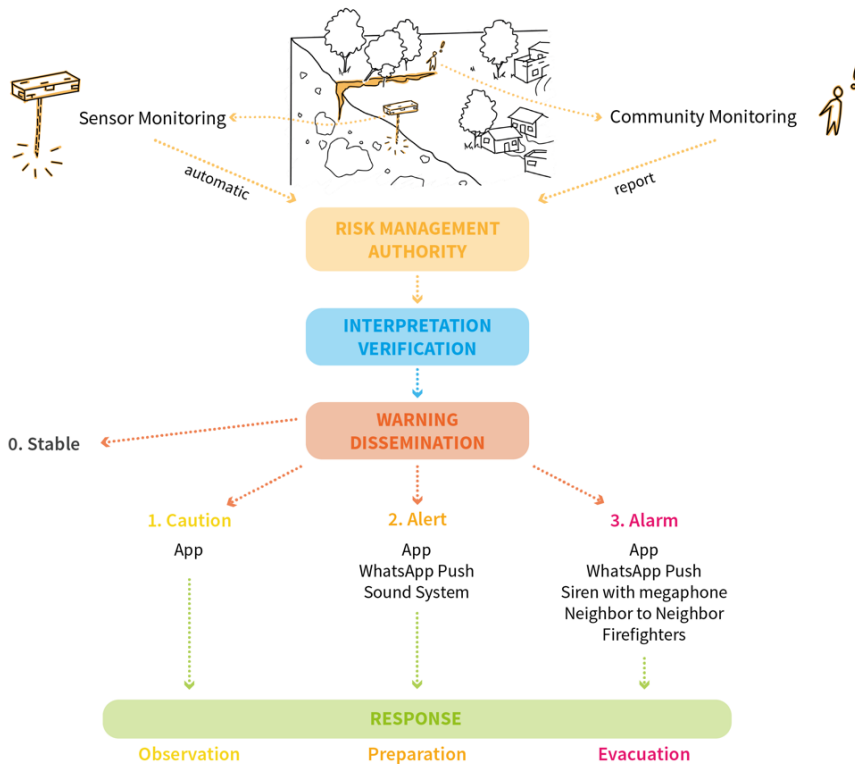 Sensor Monitoring
Community Monitoring
automatic
report
RISK MANAGEMENT
AUTHORITY
INTERPRETATION
VERIFICATION
WARNING
DISSEMINATION
0. Stable
1. Caution
App
2. Alert
App
WhatsApp Push
Sound System
3. Alarm
App
WhatsApp Push
Siren with megaphone
Neighbor to Neighbor
Firefighters
RESPONSE
Observation
Preparation
Evacuation